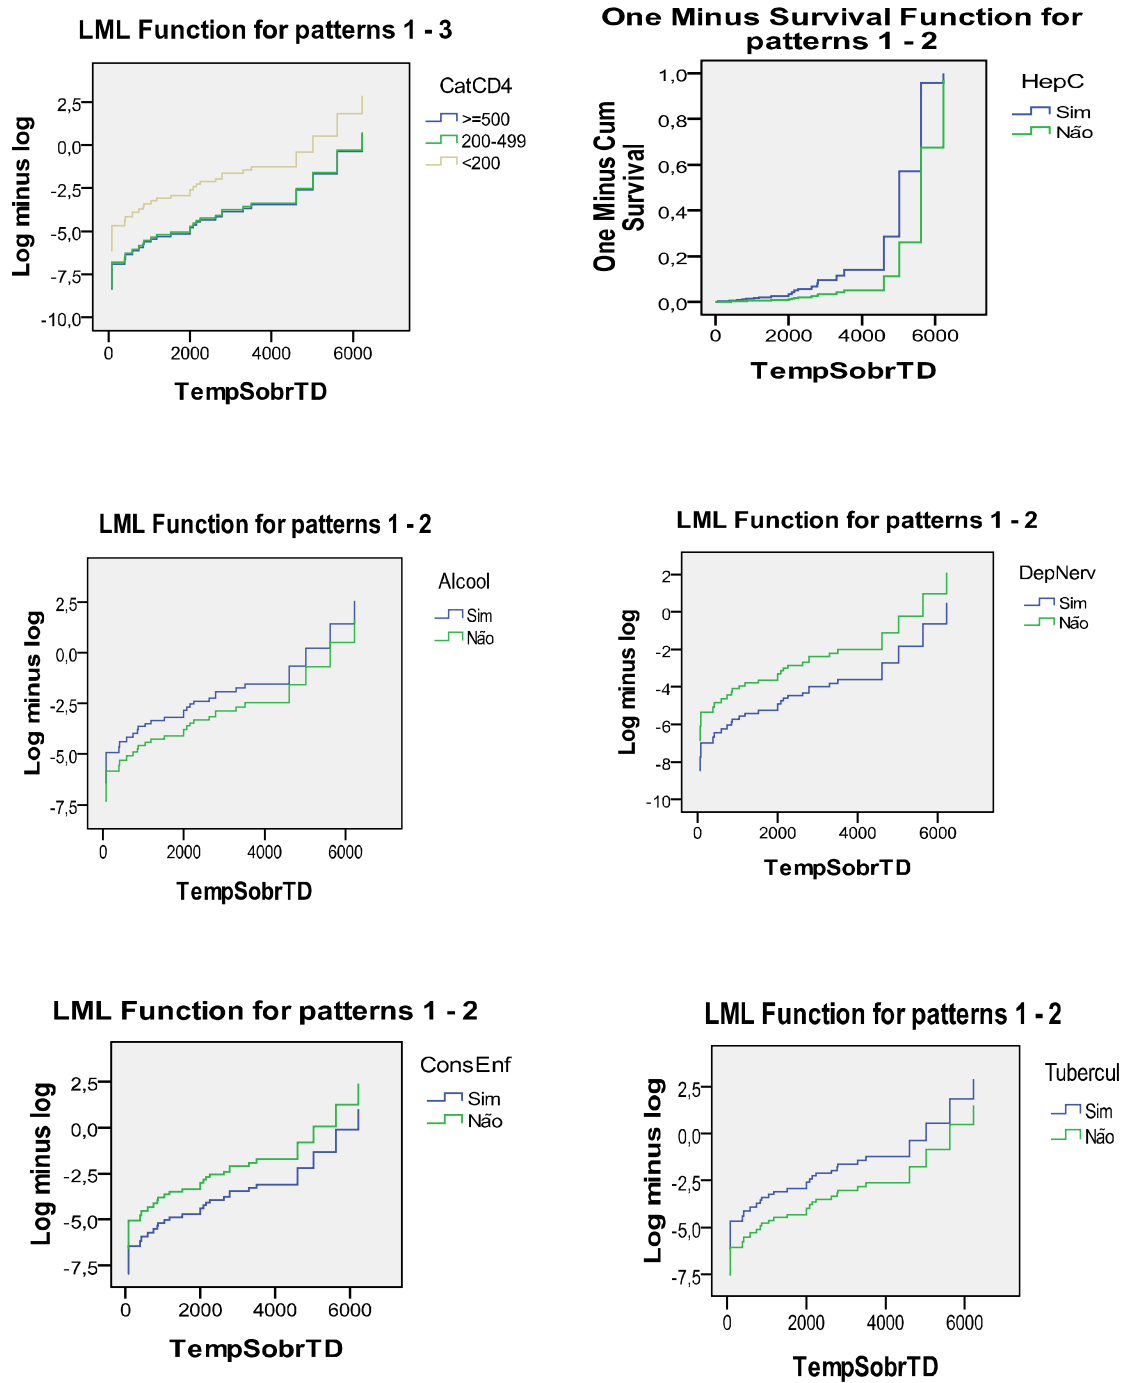 LML Function for patterns 1 - 3
Log minus log
2,5
0,0
-2,5
-5,0
-7,5
-10,0
0 2000 4000 6000
TempSobrTD
CatCD4
>=500
200-499
<200
One Minus Survival Function for
patterns 1 - 2
One Minus Cum
Survival
1,0
0,8
0,6
0,4
0,2
0,0
0 2000 4000 6000
TempSobrTD
HepC
Sim
Não
LML Function for patterns 1 - 2
Log minus log
2,5
0,0
-2,5
-5,0
-7,5
0 2000 4000 6000
TempSobrTD
Alcool
Sim
Não
LML Function for patterns 1 - 2
Log minus log
2
0
-2
-4
-6
-8
-10
0 2000 4000 6000
TempSobrTD
DepNerv
Sim
Não
LML Function for patterns 1 - 2
Log minus log
2,5
0,0
-2,5
-5,0
-7,5
0 2000 4000 6000
TempSobrTD
ConsEnf
Sim
Não
LML Function for patterns 1 - 2
Log minus log
2,5
0,0
-2,5
-5,0
-7,5
0 2000 4000 6000
TempSobrTD
Tubercul
Sim
Não